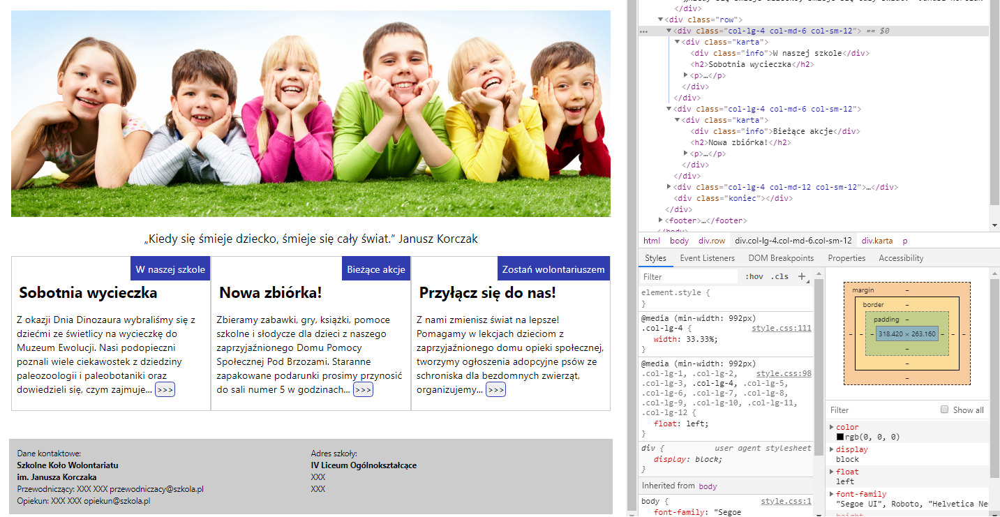 „Kiedy się śmieje dziecko, śmieje się cały świat.” Janusz Korczak
W naszej szkole
Sobotnia wycieczka
Z okazji Dnia Dinozaura wybraliśmy się z
dziećmi ze świetlicy na wycieczkę do
Muzeum Ewolucji. Nasi podopieczni
poznali wiele ciekawostek z dziedziny
paleozoologii i paleobotaniki oraz
dowiedzieli się, czym zajmuje... >>>
Bieżące akcje
Nowa zbiórka!
Zbieramy zabawki, gry, książki, pomoce
szkolne i słodycze dla dzieci z naszego
zaprzyjaźnionego Domu Pomocy
Społecznej Pod Brzozami. Staranne
zapakowane podarunki prosimy przynosić
do sali numer 5 w godzinach... >>>
Zostań wolontariuszem
Przyłącz się do nas!
Z nami zmienisz świat na lepsze!
Pomagamy w lekcjach dzieciom z
zaprzyjaźnionego domu opieki społecznej,
tworzymy ogłoszenia adopcyjne psów ze
schroniska dla bezdomnych zwierząt,
organizujemy... >>>
Dane kontaktowe:
Szkolne Koło Wolontariatu
im. Janusza Korczaka
Przewodniczący: XXX XXX przewodniczacy@szkola.pl
Opiekun: XXX XXX opiekun@szkola.pl
Adres szkoły:
IV Liceum Ogólnokształcące
XXX
XXX
</div>
<div class="row">
... <div class="col-lg-4 col-md-6 col-sm-12"> == $0
<div class="karta">
<div class="info">W naszej szkole</div>
<h2>Sobotnia wycieczka</h2>
<p>…</p>
</div>
</div>
<div class="col-lg-4 col-md-6 col-sm-12">
<div class="karta">
<div class="info">Bieżące akcje</div>
<h2>Nowa zbiórka!</h2>
<p>…</p>
</div>
</div>
<div class="col-lg-4 col-md-12 col-sm-12">…</div>
<div class="koniec"></div>
</div>
<footer>…</footer>
html body div.row div.col-lg-4.col-md-6.col-sm-12 div.karta p
Styles Event Listeners DOM Breakpoints Properties Accessibility
Filter :hov .cls +
element.style {
}
@media (min-width: 992px)
.col-lg-4 { style.css:111
width: 33.33%;
}
@media (min-width: 992px)
.col-lg-1, .col-lg-2, style.css:98
.col-lg-3, .col-lg-4, .col-lg-5,
.col-lg-6, .col-lg-7, .col-lg-8,
.col-lg-9, .col-lg-10, .col-lg-11,
.col-lg-12 {
float: left;
}
div { user agent stylesheet
display: block;
}
Inherited from body
body { style.css:1
font-family: "Segoe
margin –
border –
padding –
– – – 318.420 × 263.160 – – –
–
–
–
Filter Show all
color
rgb(0, 0, 0)
display
block
float
left
font-family
"Segoe UI", Roboto, "Helvetica Ne